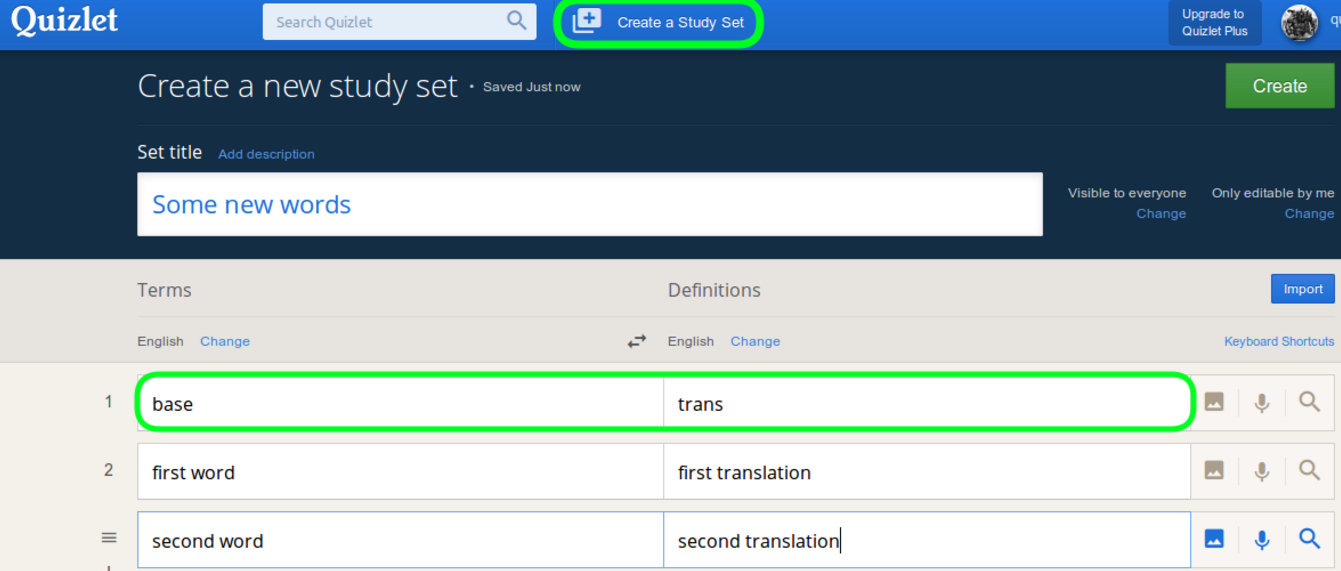 Quizlet
Search Quizlet
Create a Study Set
Upgrade to
Quizlet Plus
Create a new study set • Saved Just now
Create
Set title Add description
Some new words
Visible to everyone
Change
Only editable by me
Change
Terms
Definitions
Import
English Change
English Change
Keyboard Shortcuts
1 base trans
2 first word first translation
second word second translation